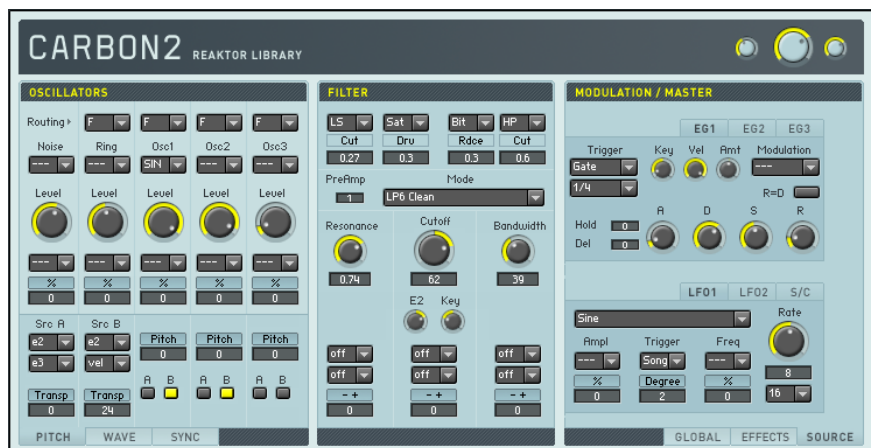 CARBON2 REAKTOR LIBRARY
OSCILLATORS
Routing F F F F
Noise Ring Osc1 Osc2 Osc3
--- --- SIN --- ---
Level Level
--- --- --- --- ---
% % % % %
0 0 0 0 0
Src A Src B
e2 e2 Pitch Pitch Pitch
e3 vel 0 0 0
A B A B A B
Transp Transp
0 24
PITCH WAVE SYNC
FILTER
LS Sat Bit HP
Cut Drv Rdce Cut
0.27 0.3 0.3 0.6
PreAmp Mode
1 LP6 Clean
Resonance Cutoff Bandwidth
0.74 62 39
E2 Key
off off off
off off off
- + - + - +
0 0 0
MODULATION / MASTER
EG1 EG2 EG3
Trigger Key Vel Amt Modulation
Gate ---
1/4 R=D
A D S R
Hold 0
Del 0
LFO1 LFO2 S/C
Sine Rate
Ampl Trigger Freq
--- Song ---
% Degree % 8
0 2 0 16
GLOBAL EFFECTS SOURCE